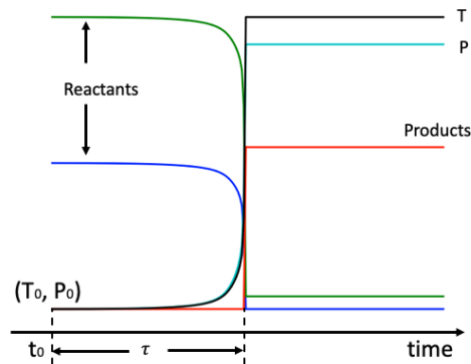 T
P
Reactants
Products
(T₀, P₀)
t₀
τ
time